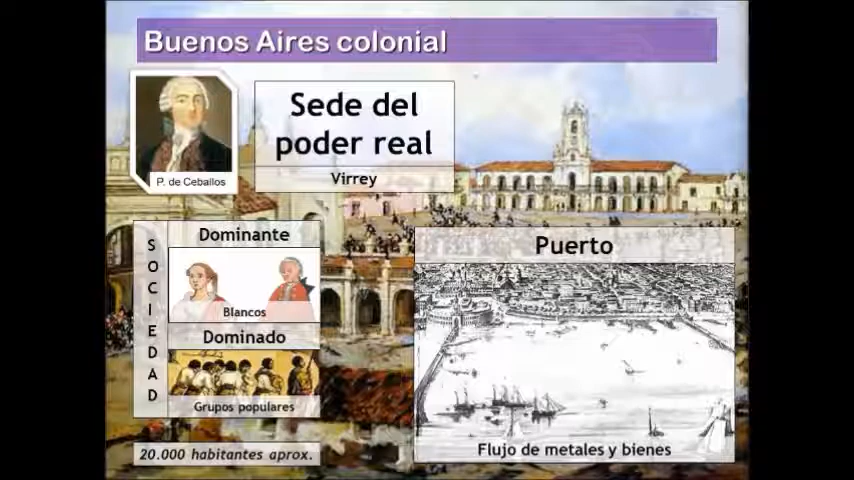 Buenos Aires colonial
P. de Ceballos
Sede del
poder real
Virrey
SOCIEDAD
Dominante
Blancos
Dominado
Grupos populares
20.000 habitantes aprox.
Puerto
Flujo de metales y bienes